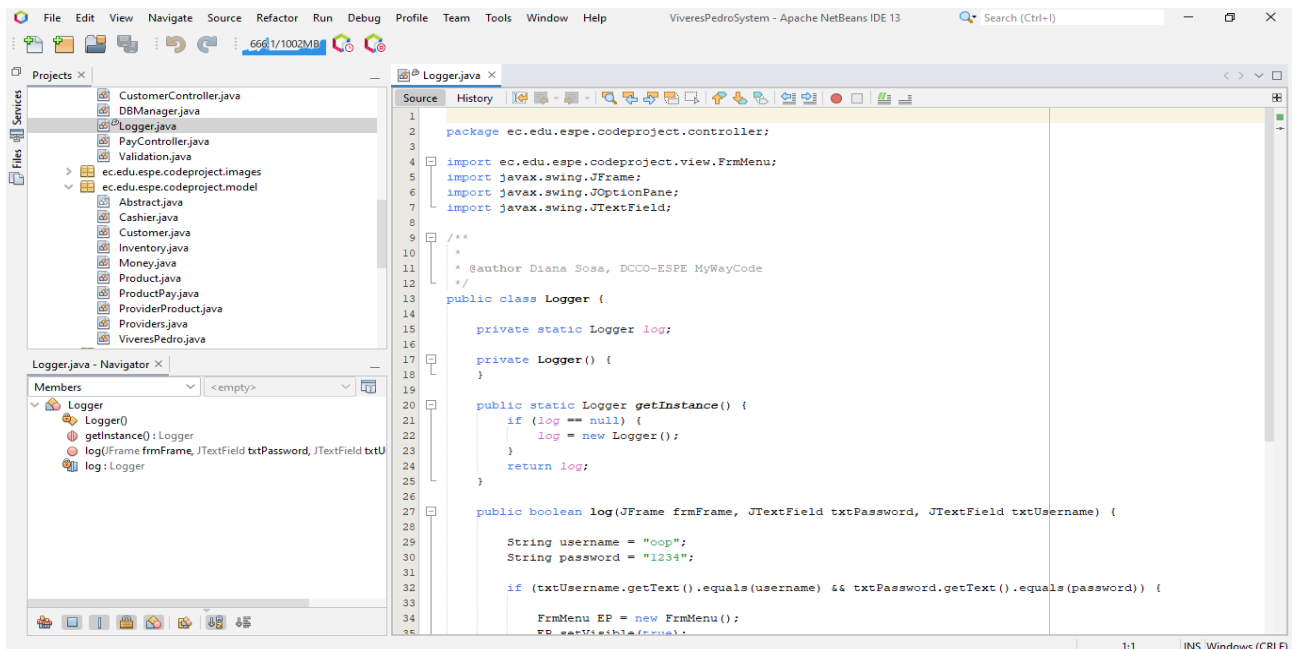 File Edit View Navigate Source Refactor Run Debug Profile Team Tools Window Help ViveresPedroSystem - Apache NetBeans IDE 13 Search (Ctrl+I)
666,1/1002MB
Projects
Services
Files
CustomerController.java
DBManager.java
Logger.java
PayController.java
Validation.java
ec.edu.espe.codeproject.images
ec.edu.espe.codeproject.model
Abstract.java
Cashier.java
Customer.java
Inventory.java
Money.java
Product.java
ProductPay.java
ProviderProduct.java
Providers.java
ViveresPedro.java
Logger.java - Navigator
Members <empty>
Logger
Logger()
getInstance() : Logger
log(JFrame frmFrame, JTextField txtPassword, JTextField txtU
log : Logger
Logger.java
Source History
1
2 package ec.edu.espe.codeproject.controller;
3
4 import ec.edu.espe.codeproject.view.FrmMenu;
5 import javax.swing.JFrame;
6 import javax.swing.JOptionPane;
7 import javax.swing.JTextField;
8
9 /**
10 *
11 * @author Diana Sosa, DCCO-ESPE MyWayCode
12 */
13 public class Logger {
14
15 private static Logger log;
16
17 private Logger() {
18 }
19
20 public static Logger getInstance() {
21 if (log == null) {
22 log = new Logger();
23 }
24 return log;
25 }
26
27 public boolean log(JFrame frmFrame, JTextField txtPassword, JTextField txtUsername) {
28
29 String username = "oop";
30 String password = "1234";
31
32 if (txtUsername.getText().equals(username) && txtPassword.getText().equals(password)) {
33
34 FrmMenu EP = new FrmMenu();
35 EP.setVisible(true);
1:1 INS Windows (CRLF)